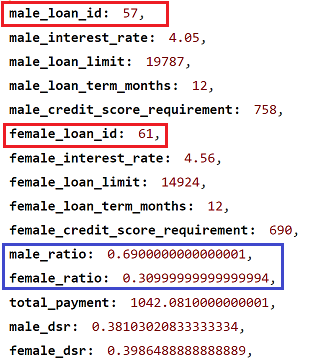 male_loan_id: 57,
male_interest_rate: 4.05,
male_loan_limit: 19787,
male_loan_term_months: 12,
male_credit_score_requirement: 758,
female_loan_id: 61,
female_interest_rate: 4.56,
female_loan_limit: 14924,
female_loan_term_months: 12,
female_credit_score_requirement: 690,
male_ratio: 0.6900000000000001,
female_ratio: 0.30999999999999994,
total_payment: 1042.0810000000001,
male_dsr: 0.38103020833333334,
female_dsr: 0.3986488888888889,